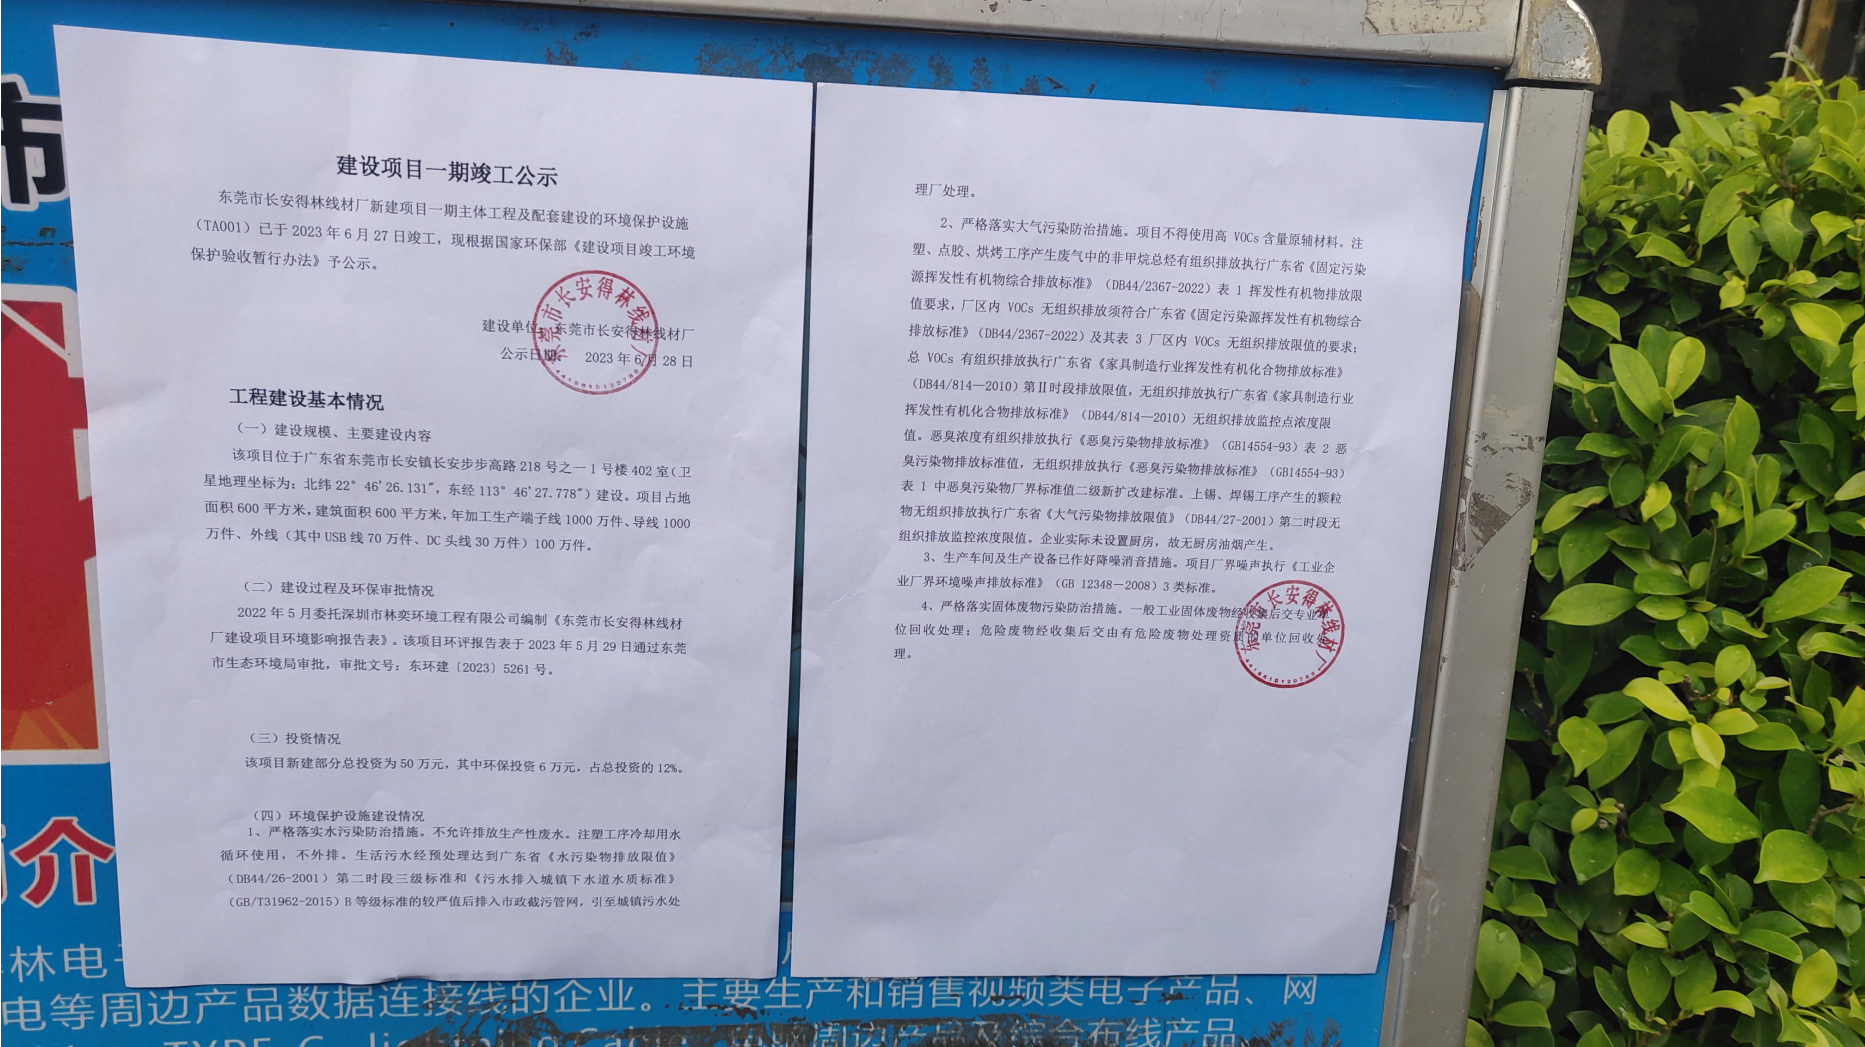 建设项目一期竣工公示
东莞市长安得林线材厂新建项目一期主体工程及配套建设的环境保护设施
（TA001）已于 2023 年 6 月 27 日竣工，现根据国家环保部《建设项目竣工环境
保护验收暂行办法》予公示。
建设单位：东莞市长安得林线材厂
公示日期： 2023 年 6 月 28 日
东莞市长安得林线材厂
工程建设基本情况
（一）建设规模、主要建设内容
该项目位于广东省东莞市长安镇长安步步高路 218 号之一 1 号楼 402 室（卫
星地理坐标为：北纬 22° 46′26.131″，东经 113° 46′27.778″）建设。项目占地
面积 600 平方米，建筑面积 600 平方米，年加工生产端子线 1000 万件、导线 1000
万件、外线（其中 USB 线 70 万件、DC 头线 30 万件）100 万件。
（二）建设过程及环保审批情况
2022 年 5 月委托深圳市林奕环境工程有限公司编制《东莞市长安得林线材
厂建设项目环境影响报告表》。该项目环评报告表于 2023 年 5 月 29 日通过东莞
市生态环境局审批，审批文号：东环建〔2023〕5261 号。
（三）投资情况
该项目新建部分总投资为 50 万元，其中环保投资 6 万元，占总投资的 12%。
（四）环境保护设施建设情况
1、严格落实水污染防治措施。不允许排放生产性废水。注塑工序冷却用水
循环使用，不外排。生活污水经预处理达到广东省《水污染物排放限值》
（DB44/26-2001）第二时段三级标准和《污水排入城镇下水道水质标准》
（GB/T31962-2015）B 等级标准的较严值后排入市政截污管网，引至城镇污水处
理厂处理。
2、严格落实大气污染防治措施。项目不得使用高 VOCs 含量原辅材料。注
塑、点胶、烘烤工序产生废气中的非甲烷总烃有组织排放执行广东省《固定污染
源挥发性有机物综合排放标准》（DB44/2367-2022）表 1 挥发性有机物排放限
值要求，厂区内 VOCs 无组织排放须符合广东省《固定污染源挥发性有机物综合
排放标准》（DB44/2367-2022）及其表 3 厂区内 VOCs 无组织排放限值的要求；
总 VOCs 有组织排放执行广东省《家具制造行业挥发性有机化合物排放标准》
（DB44/814—2010）第Ⅱ时段排放限值，无组织排放执行广东省《家具制造行业
挥发性有机化合物排放标准》（DB44/814—2010）无组织排放监控点浓度限
值。恶臭浓度有组织排放执行《恶臭污染物排放标准》（GB14554-93）表 2 恶
臭污染物排放标准值，无组织排放执行《恶臭污染物排放标准》（GB14554-93）
表 1 中恶臭污染物厂界标准值二级新扩改建标准。上锡、焊锡工序产生的颗粒
物无组织排放执行广东省《大气污染物排放限值》（DB44/27-2001）第二时段无
组织排放监控浓度限值。企业实际未设置厨房，故无厨房油烟产生。
3、生产车间及生产设备已作好降噪消音措施。项目厂界噪声执行《工业企
业厂界环境噪声排放标准》（GB 12348－2008）3 类标准。
4、严格落实固体废物污染防治措施。一般工业固体废物经收集后交专业单
位回收处理；危险废物经收集后交由有危险废物处理资质的单位回收处
理。
东莞市长安得林线材厂
介
林电子
电等周边产品数据连接线的企业。主要生产和销售视频类电子产品、网
周边产品及综合布线产品、